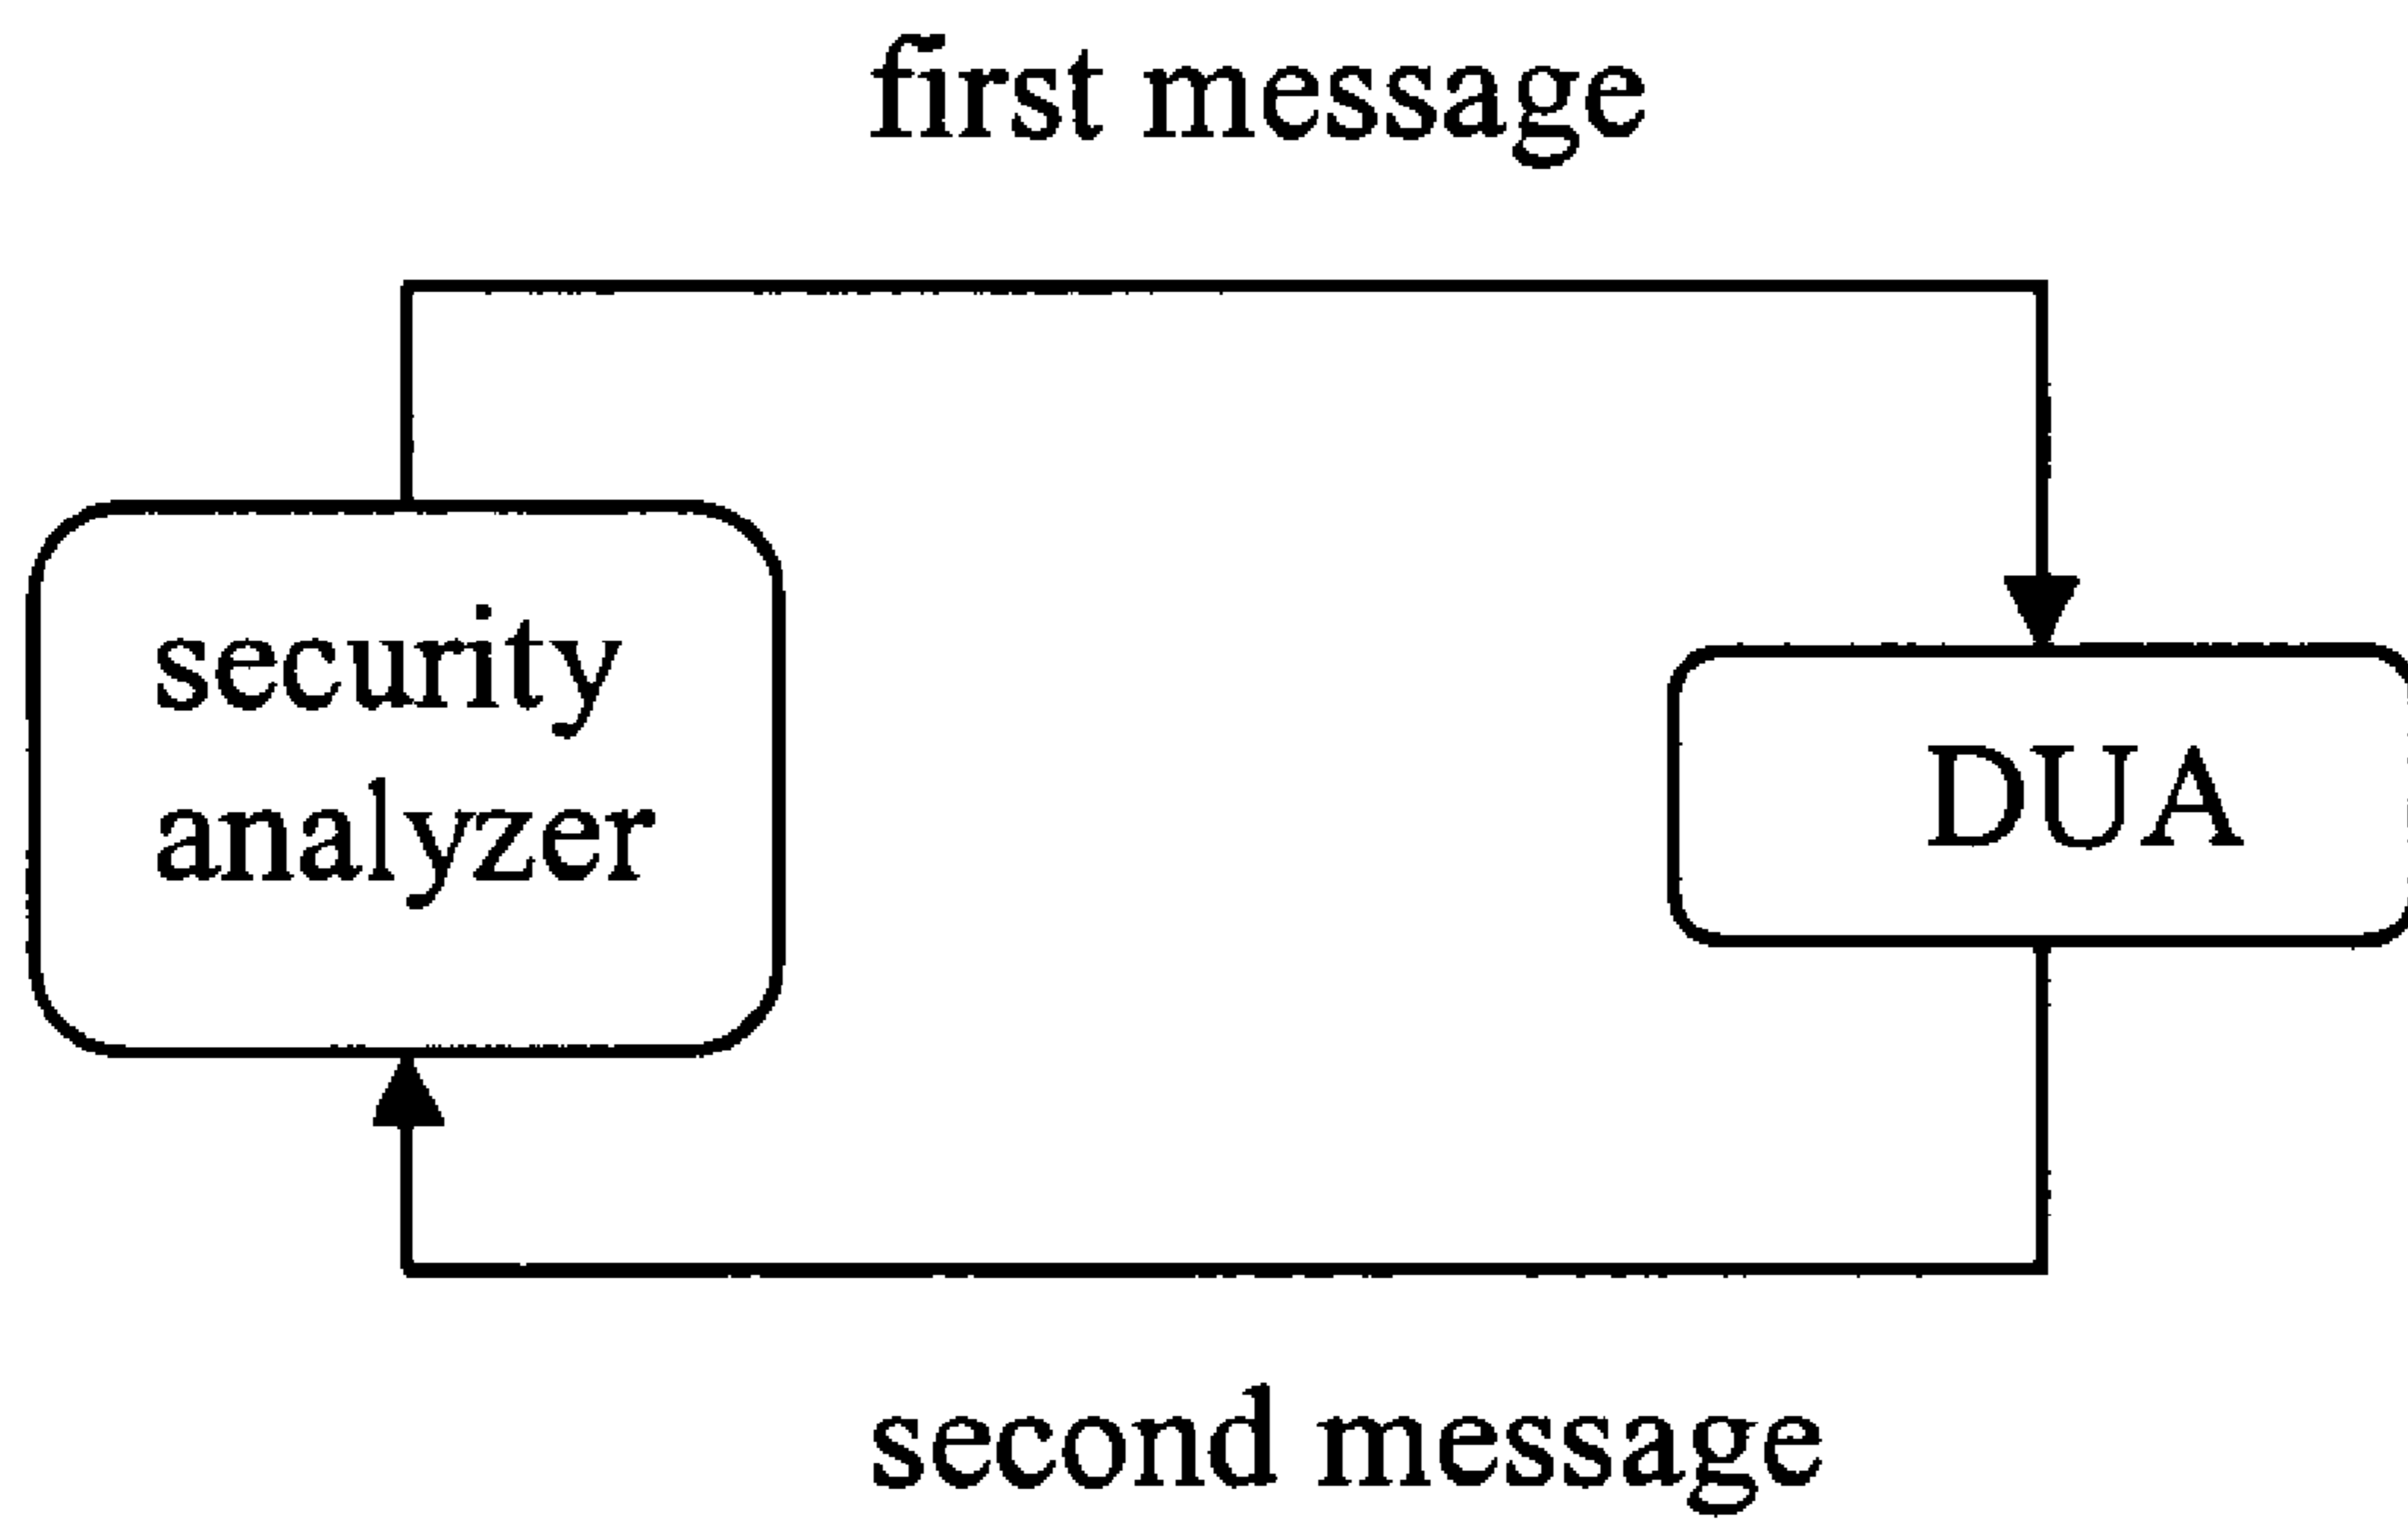 first message
security
analyzer
DUA
second message